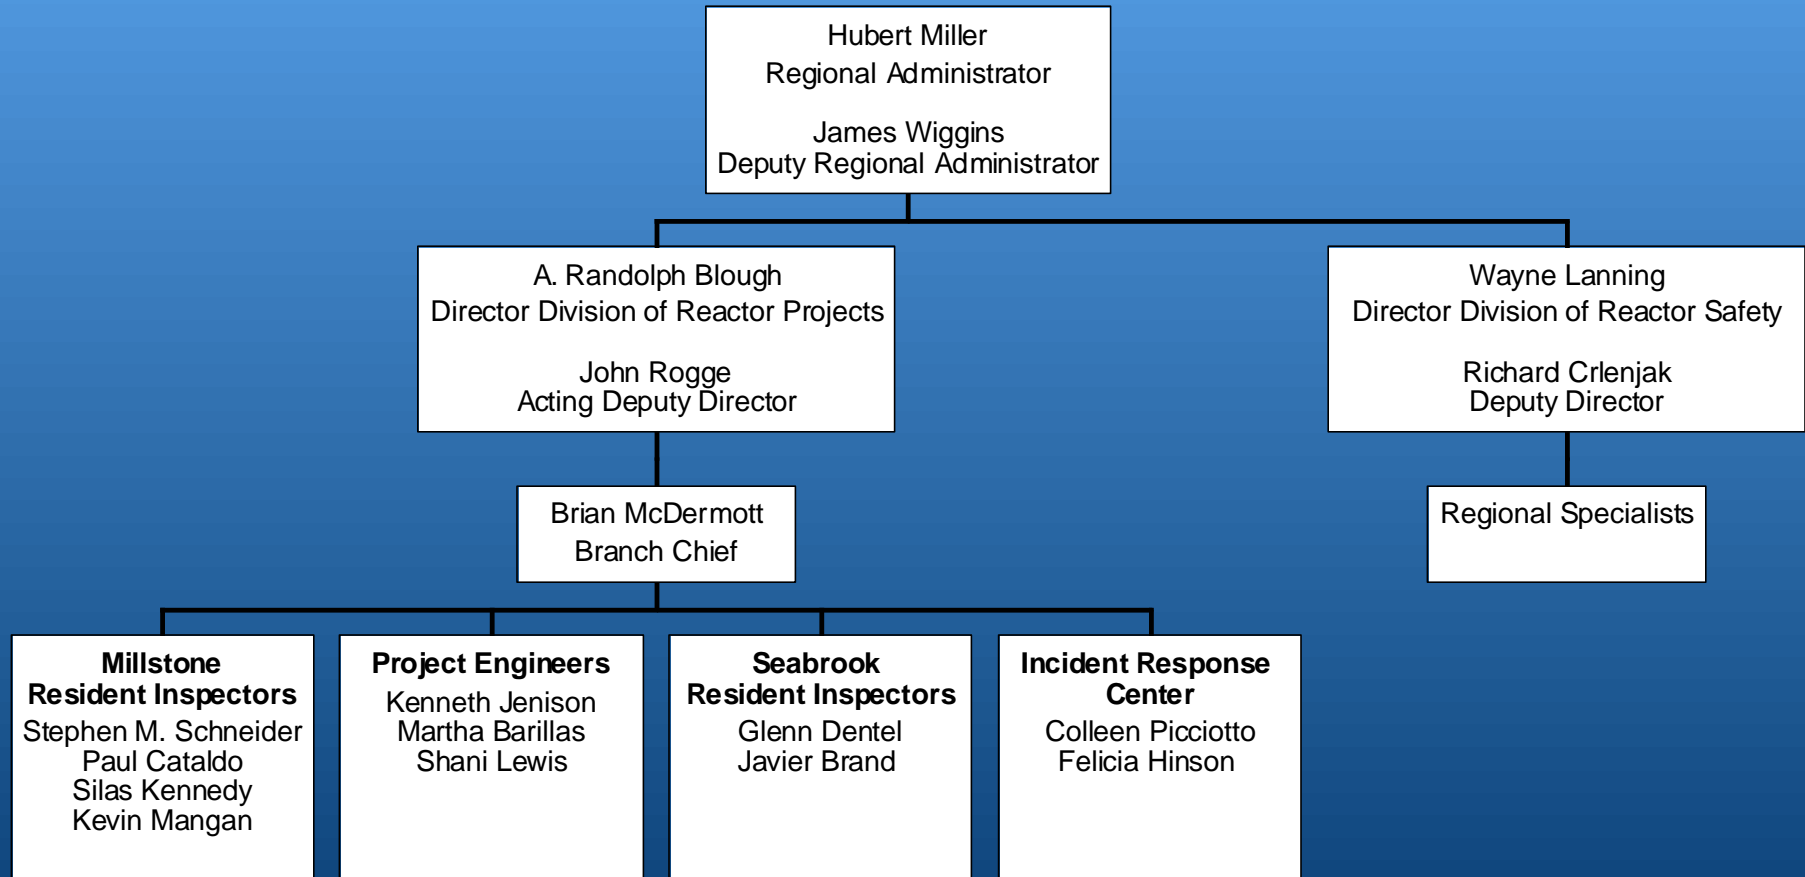 Hubert Miller
Regional Administrator
James Wiggins
Deputy Regional Administrator
A. Randolph Blough
Director Division of Reactor Projects
John Rogge
Acting Deputy Director
Wayne Lanning
Director Division of Reactor Safety
Richard Crlenjak
Deputy Director
Brian McDermott
Branch Chief
Regional Specialists
Millstone
Resident Inspectors
Stephen M. Schneider
Paul Cataldo
Silas Kennedy
Kevin Mangan
Project Engineers
Kenneth Jenison
Martha Barillas
Shani Lewis
Seabrook
Resident Inspectors
Glenn Dentel
Javier Brand
Incident Response
Center
Colleen Picciotto
Felicia Hinson